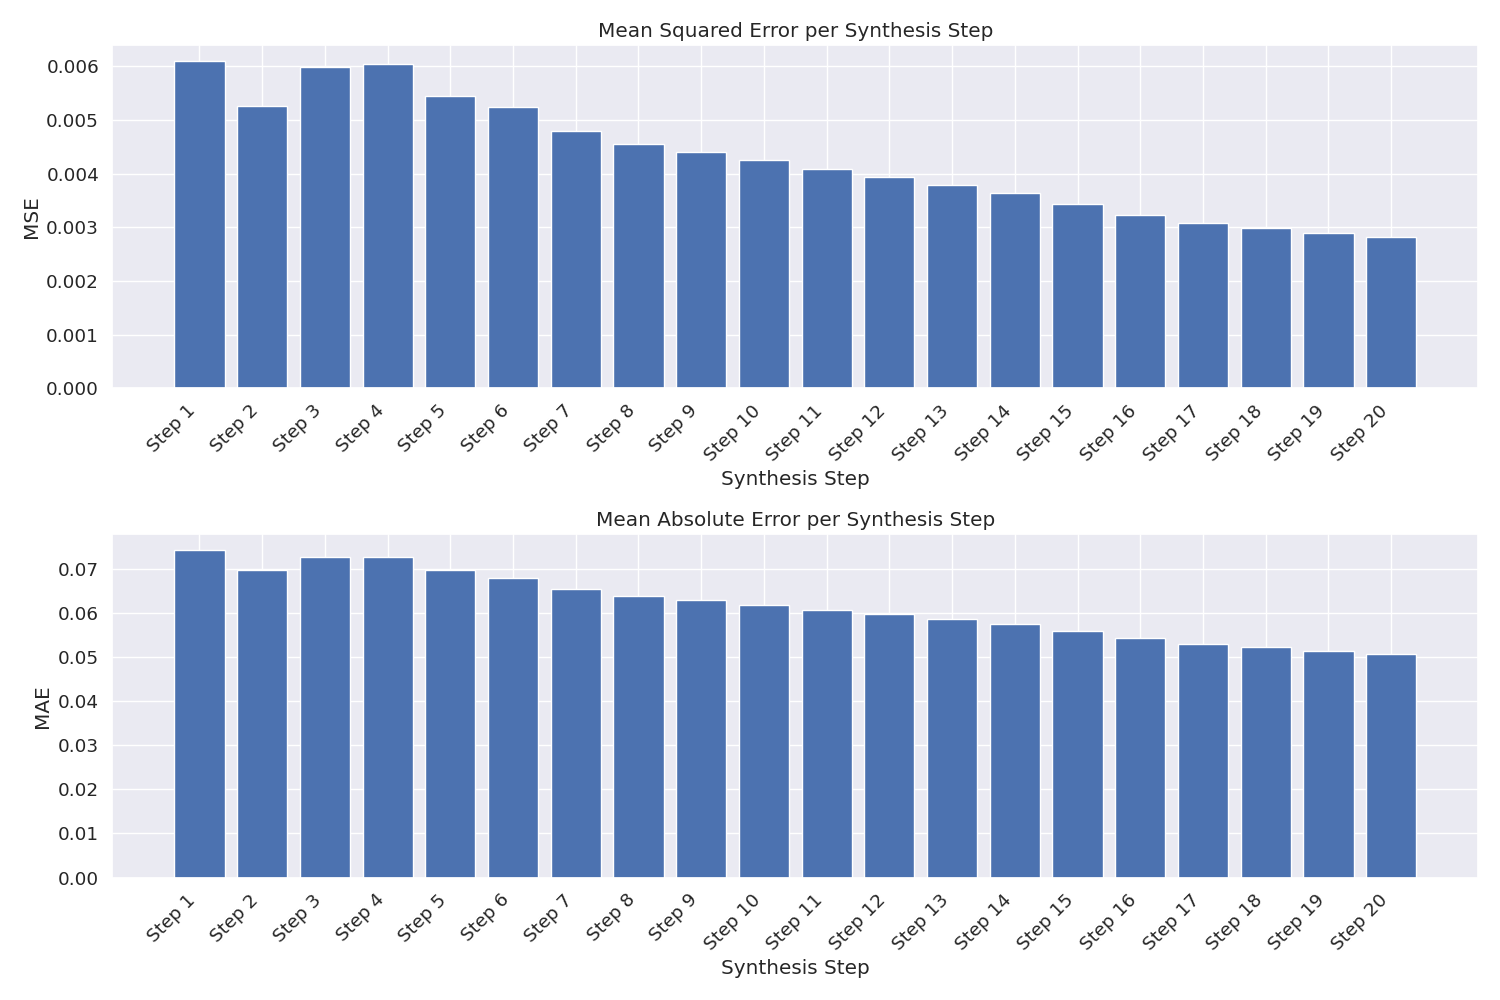 Mean Squared Error per Synthesis Step
0.006
0.005
0.004
0.003
0.002
0.001
0.000
MSE
Step 1
Step 2
Step 3
Step 4
Step 5
Step 6
Step 7
Step 8
Step 9
Step 10
Step 11
Step 12
Step 13
Step 14
Step 15
Step 16
Step 17
Step 18
Step 19
Step 20
Synthesis Step
Mean Absolute Error per Synthesis Step
0.07
0.06
0.05
0.04
0.03
0.02
0.01
0.00
MAE
Step 1
Step 2
Step 3
Step 4
Step 5
Step 6
Step 7
Step 8
Step 9
Step 10
Step 11
Step 12
Step 13
Step 14
Step 15
Step 16
Step 17
Step 18
Step 19
Step 20
Synthesis Step